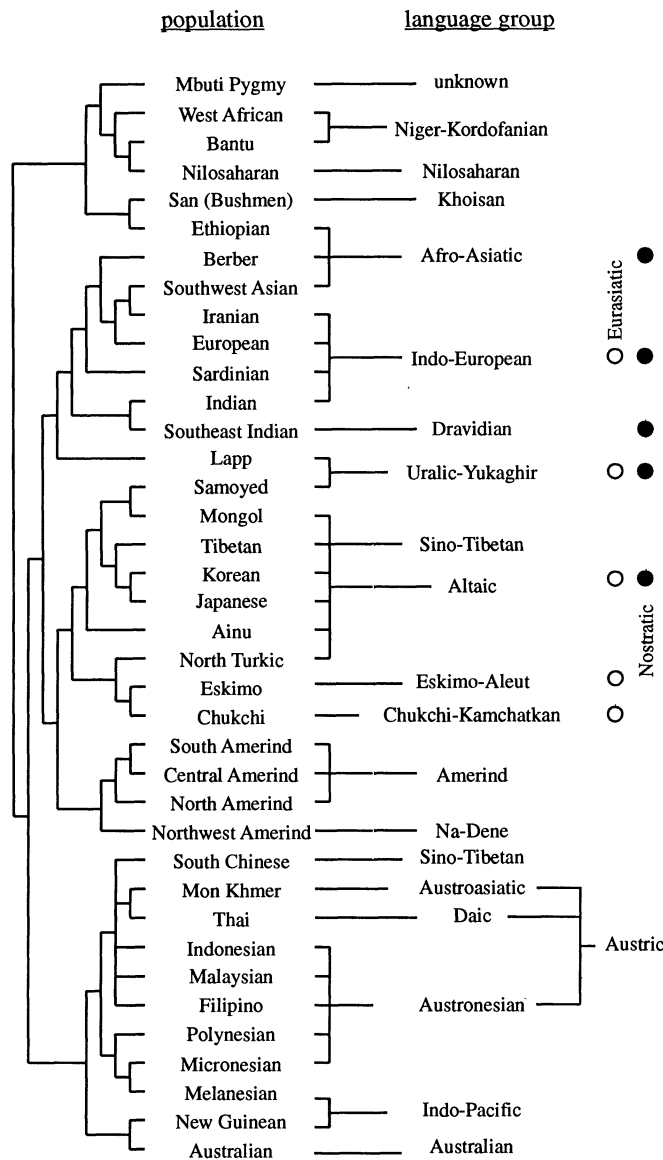 population language group
Mbuti Pygmy unknown
West African
Niger-Kordofanian
Bantu
Nilosaharan Nilosaharan
San (Bushmen) Khoisan
Ethiopian
Berber Afro-Asiatic
Southwest Asian
Iranian
Eurasiatic
European
Indo-European
Sardinian
Indian
Southeast Indian Dravidian
Lapp
Uralic-Yukaghir
Samoyed
Mongol
Tibetan Sino-Tibetan
Korean
Altaic
Japanese
Ainu
Nostratic
North Turkic
Eskimo Eskimo-Aleut
Chukchi Chukchi-Kamchatkan
South Amerind
Central Amerind Amerind
North Amerind
Northwest Amerind Na-Dene
South Chinese Sino-Tibetan
Mon Khmer Austroasiatic
Thai Daic
Indonesian Austric
Malaysian
Filipino Austronesian
Polynesian
Micronesian
Melanesian
Indo-Pacific
New Guinean
Australian Australian